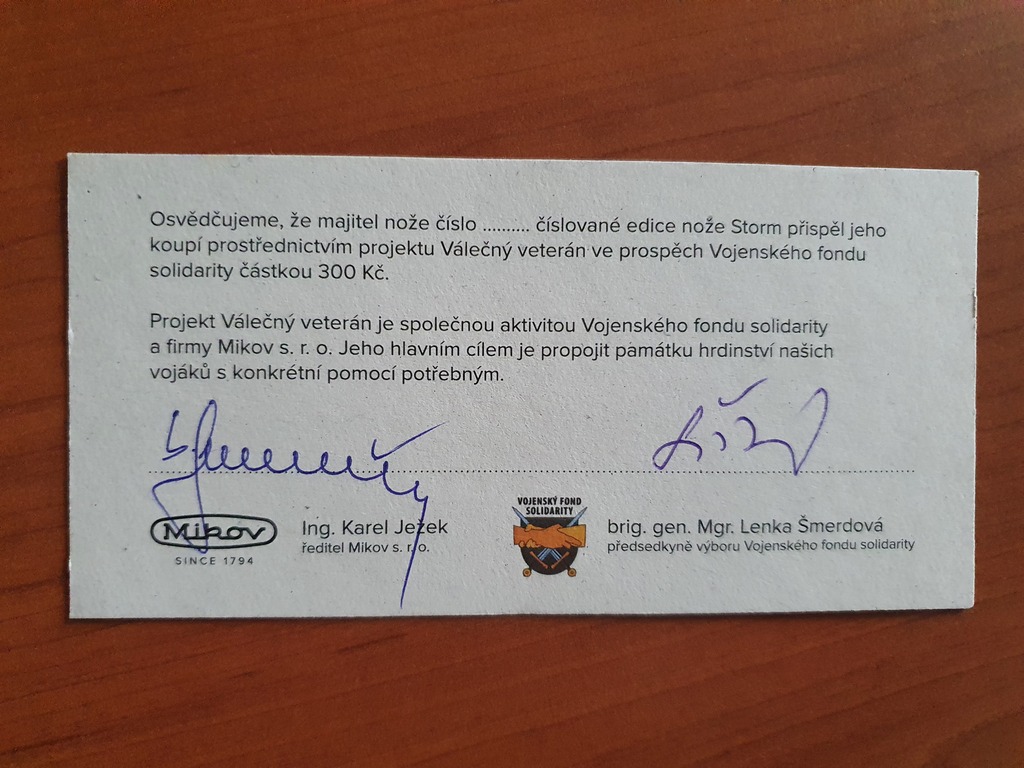 Osvědčujeme, že majitel nože číslo .......... číslované edice nože Storm přispěl jeho
koupí prostřednictvím projektu Válečný veterán ve prospěch Vojenského fondu
solidarity částkou 300 Kč.
Projekt Válečný veterán je společnou aktivitou Vojenského fondu solidarity
a firmy Mikov s. r. o. Jeho hlavním cílem je propojit památku hrdinství našich
vojáků s konkrétní pomocí potřebným.
Mikov
SINCE 1794
Ing. Karel Ježek
ředitel Mikov s. r. o.
VOJENSKÝ FOND
SOLIDARITY
brig. gen. Mgr. Lenka Šmerdová
předsedkyně výboru Vojenského fondu solidarity